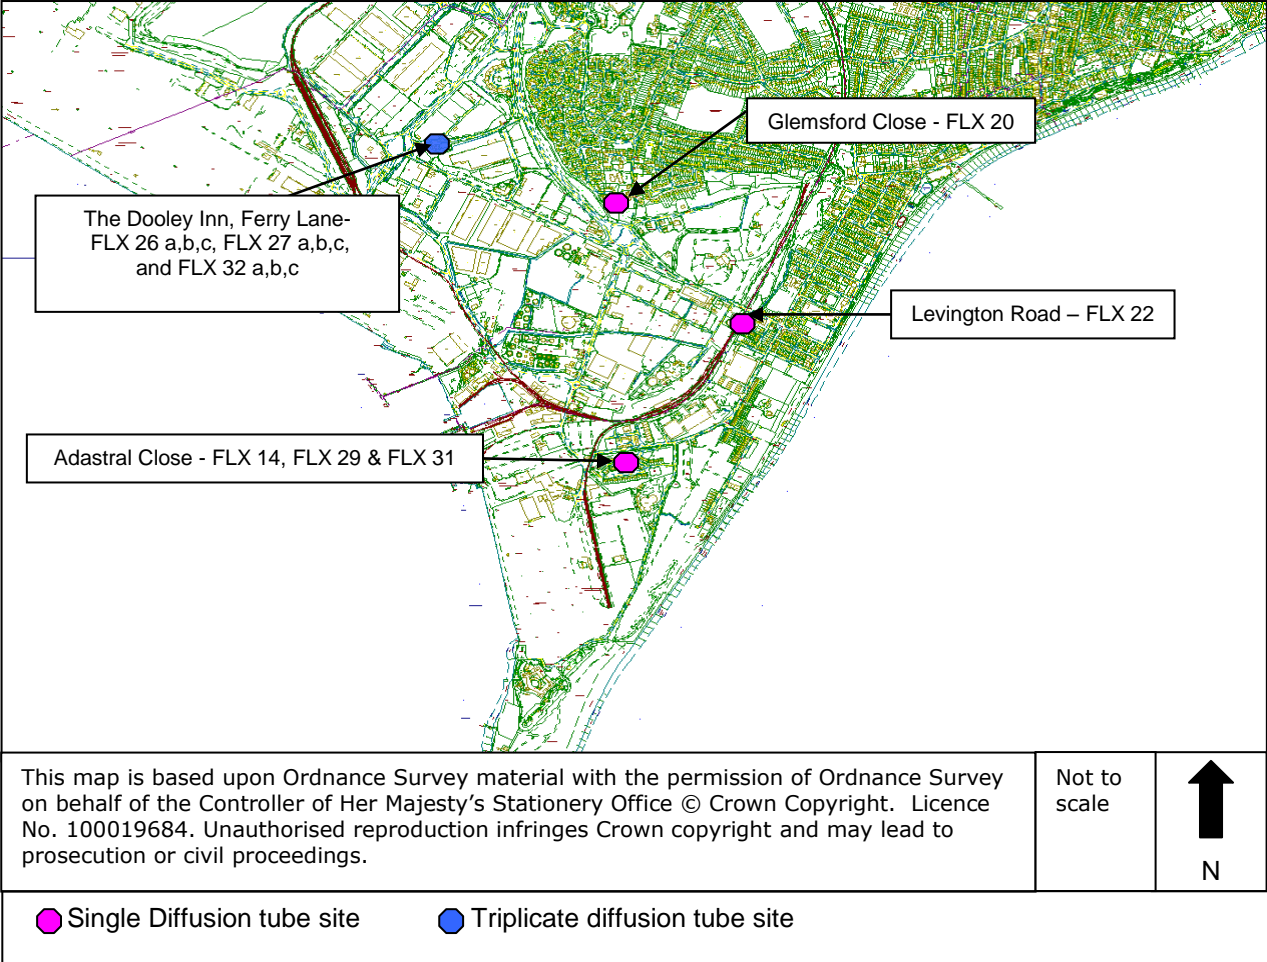 Glemsford Close - FLX 20
The Dooley Inn, Ferry Lane-
FLX 26 a,b,c, FLX 27 a,b,c,
and FLX 32 a,b,c
Levington Road – FLX 22
Adastral Close - FLX 14, FLX 29 & FLX 31
This map is based upon Ordnance Survey material with the permission of Ordnance Survey
on behalf of the Controller of Her Majesty’s Stationery Office © Crown Copyright.  Licence
No. 100019684. Unauthorised reproduction infringes Crown copyright and may lead to
prosecution or civil proceedings.
Not to
scale
N
Single Diffusion tube site
Triplicate diffusion tube site